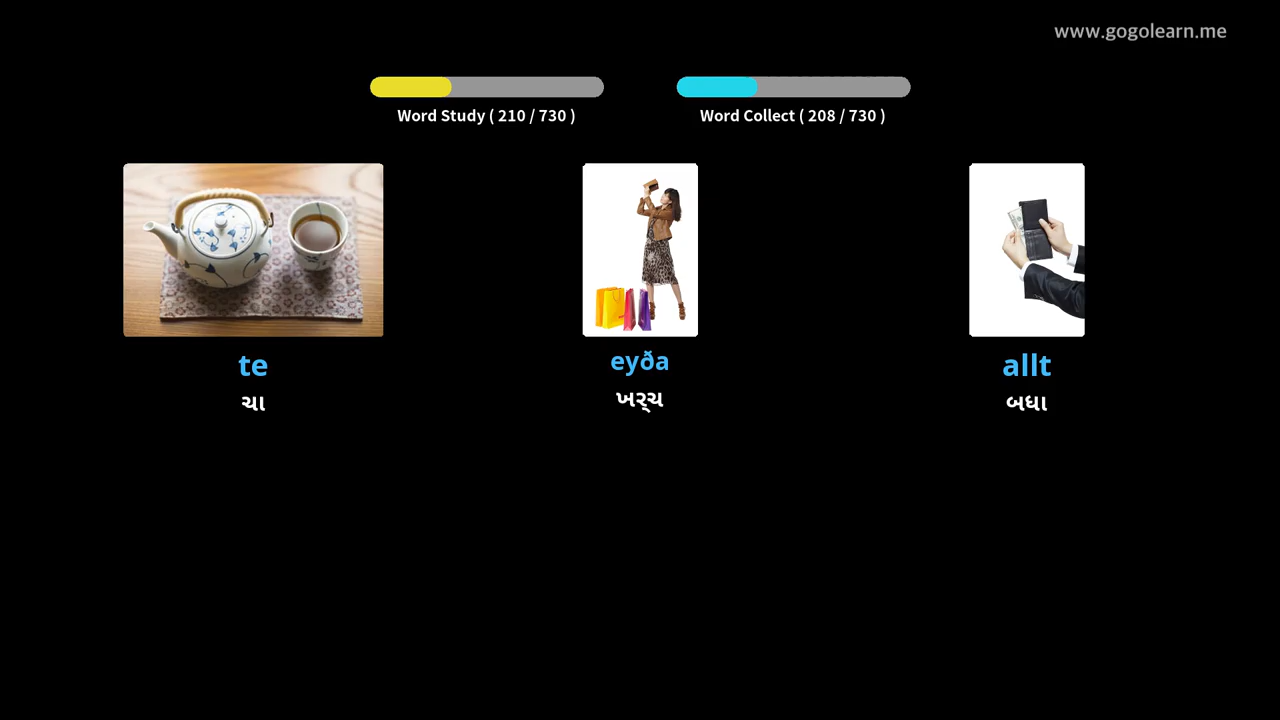 www.gogolearn.me
Word Study ( 210 / 730 )
Word Collect ( 208 / 730 )
te
ચા
eyða
ખર્ચ
allt
બધા